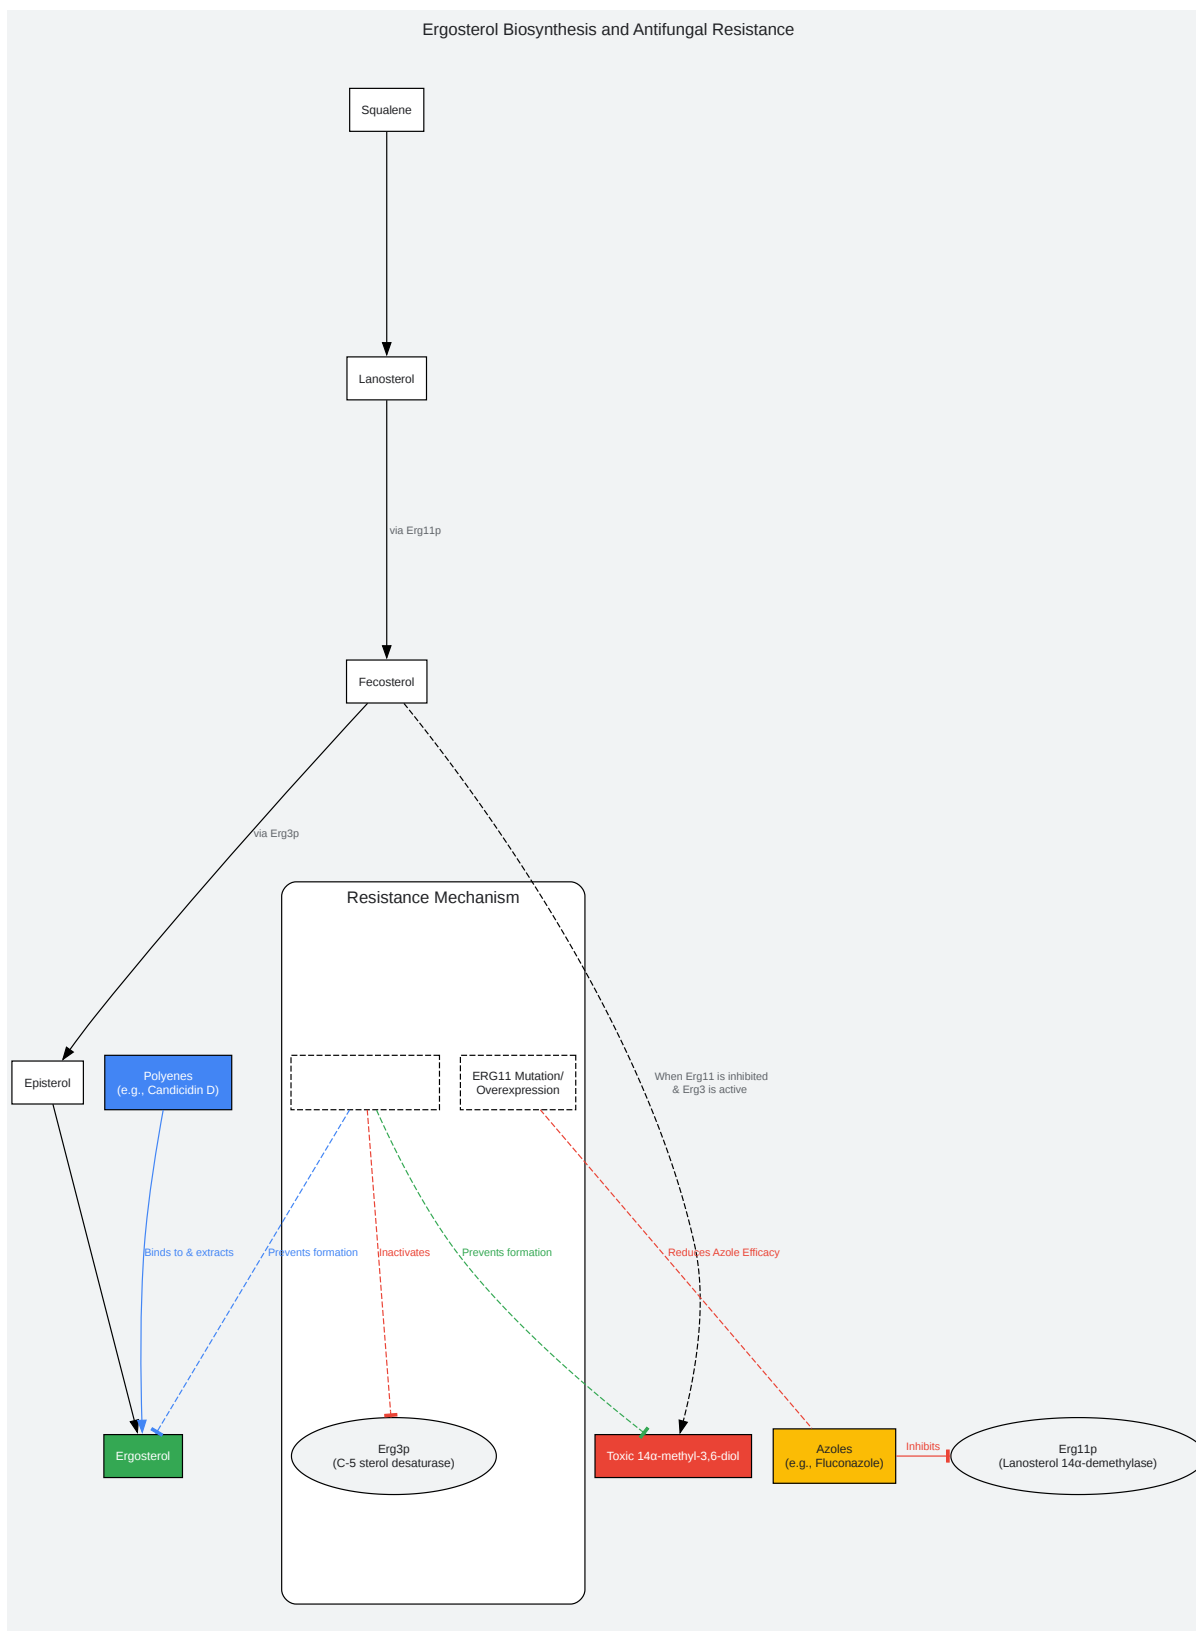 Ergosterol Biosynthesis and Antifungal Resistance
Squalene
Lanosterol
via Erg11p
Fecosterol
via Erg3p
Resistance Mechanism
Episterol
Polyenes
(e.g., Candicidin D)
ERG11 Mutation/
Overexpression
When Erg11 is inhibited
& Erg3 is active
Binds to & extracts
Prevents formation
Inactivates
Prevents formation
Reduces Azole Efficacy
Ergosterol
Erg3p
(C-5 sterol desaturase)
Toxic 14α-methyl-3,6-diol
Azoles
(e.g., Fluconazole)
Inhibits
Erg11p
(Lanosterol 14α-demethylase)